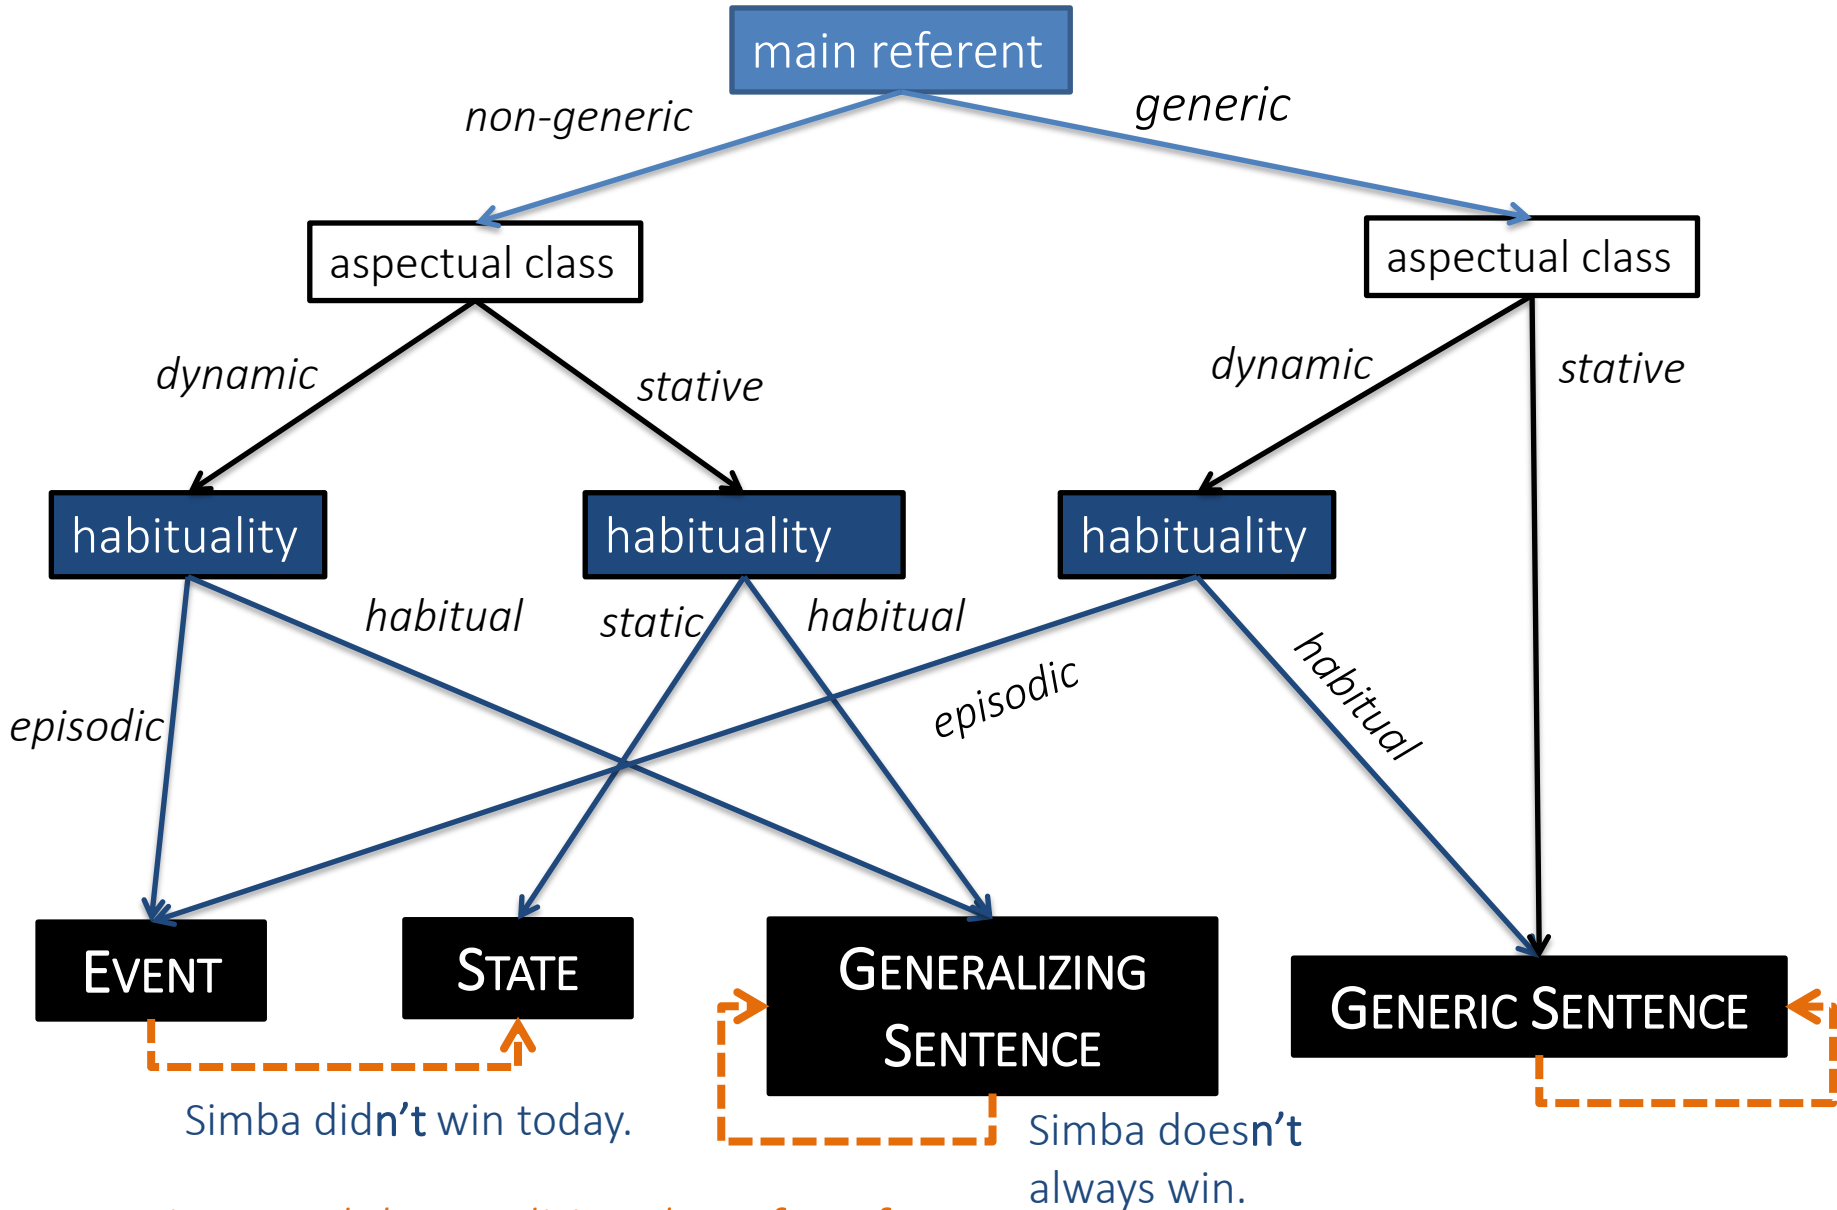 main referent
non-generic
generic
aspectual class
aspectual class
dynamic
stative
dynamic
stative
habituality
habituality
habituality
habitual
static
habitual
episodic
episodic
habitual
EVENT
STATE
GENERALIZING
SENTENCE
GENERIC SENTENCE
Simba didn't win today.
Simba doesn't
always win.